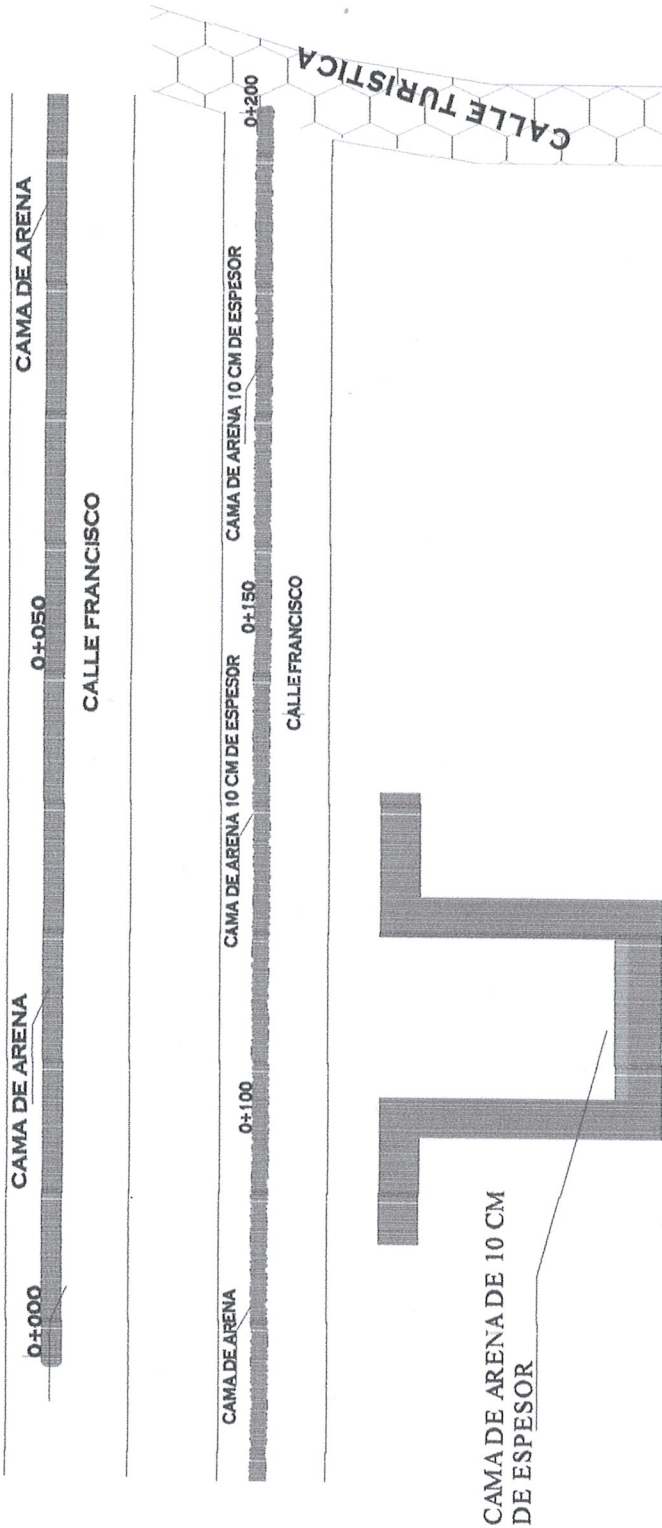 CAMA DE ARENA
0+000
0+050
CAMA DE ARENA
CALLE FRANCISCO
CAMA DE ARENA
0+100
CAMA DE ARENA 10 CM DE ESPESOR
0+150
CAMA DE ARENA 10 CM DE ESPESOR
0+200
CALLE FRANCISCO
CALLE TURISTICA
CAMA DE ARENA DE 10 CM
DE ESPESOR